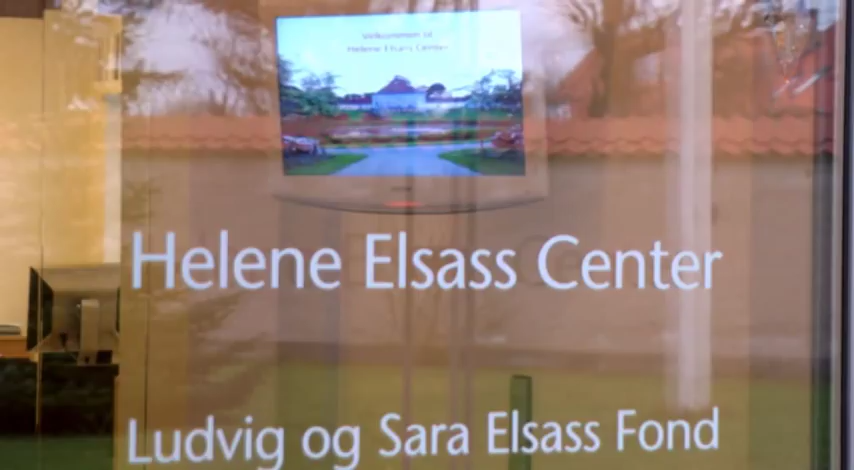 Velkommen til
Helene Elsass Center
Helene Elsass Center
Ludvig og Sara Elsass Fond